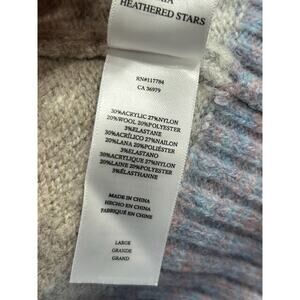 HEATHERED STARS
RN#117784
CA 36979
30%ACRYLIC 27%NYLON
20%WOOL 20%POLYESTER
3%ELASTANE
30%ACRÍLICO 27%NAILON
20%LANA 20%POLIÉSTER
3%ELASTANO
30%ACRYLIQUE 27%NYLON
20%LAINE 20%POLYESTER
3%ÉLASTHANNE
MADE IN CHINA
HECHO EN CHINA
FABRIQUÉ EN CHINE
LARGE
GRANDE
GRAND